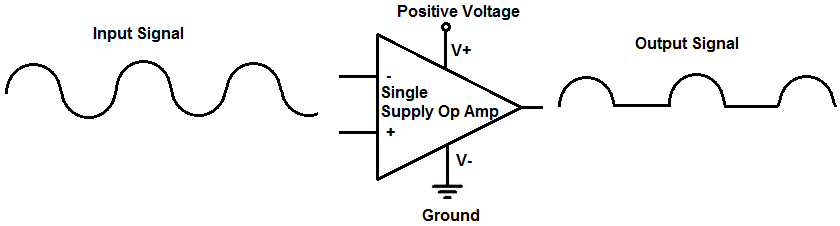 Positive Voltage
Input Signal
Output Signal
V+
-
Single
Supply Op Amp
+
V-
Ground